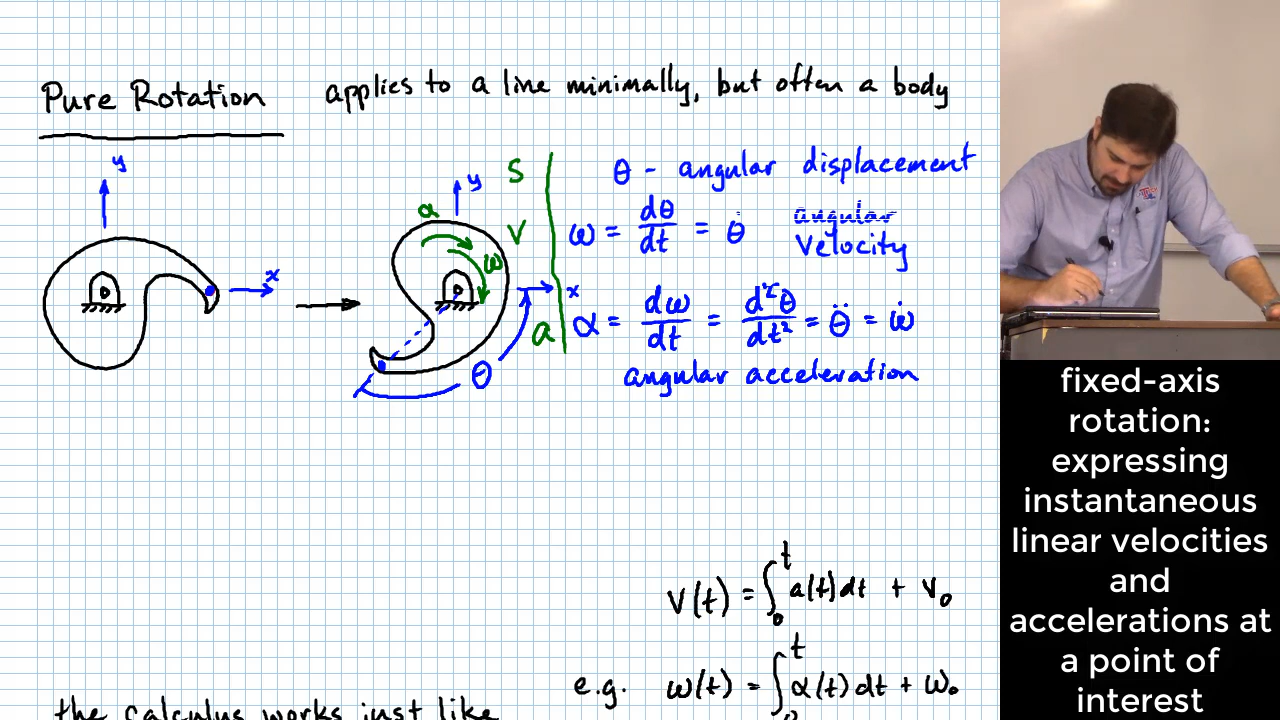 Pure Rotation applies to a line minimally, but often a body
y
x
y
x
α
ω
θ
S
V
a
θ - angular displacement
ω = dθ/dt = θ̇ angular velocity
α = dω/dt = d²θ/dt² = θ̈ = ω̇
angular acceleration
V(t) = ∫₀ᵗ a(t) dt + V₀
e.g. ω(t) = ∫₀ᵗ α(t) dt + ω₀
the calculus works just like
fixed-axis
rotation:
expressing
instantaneous
linear velocities
and
accelerations at
a point of
interest